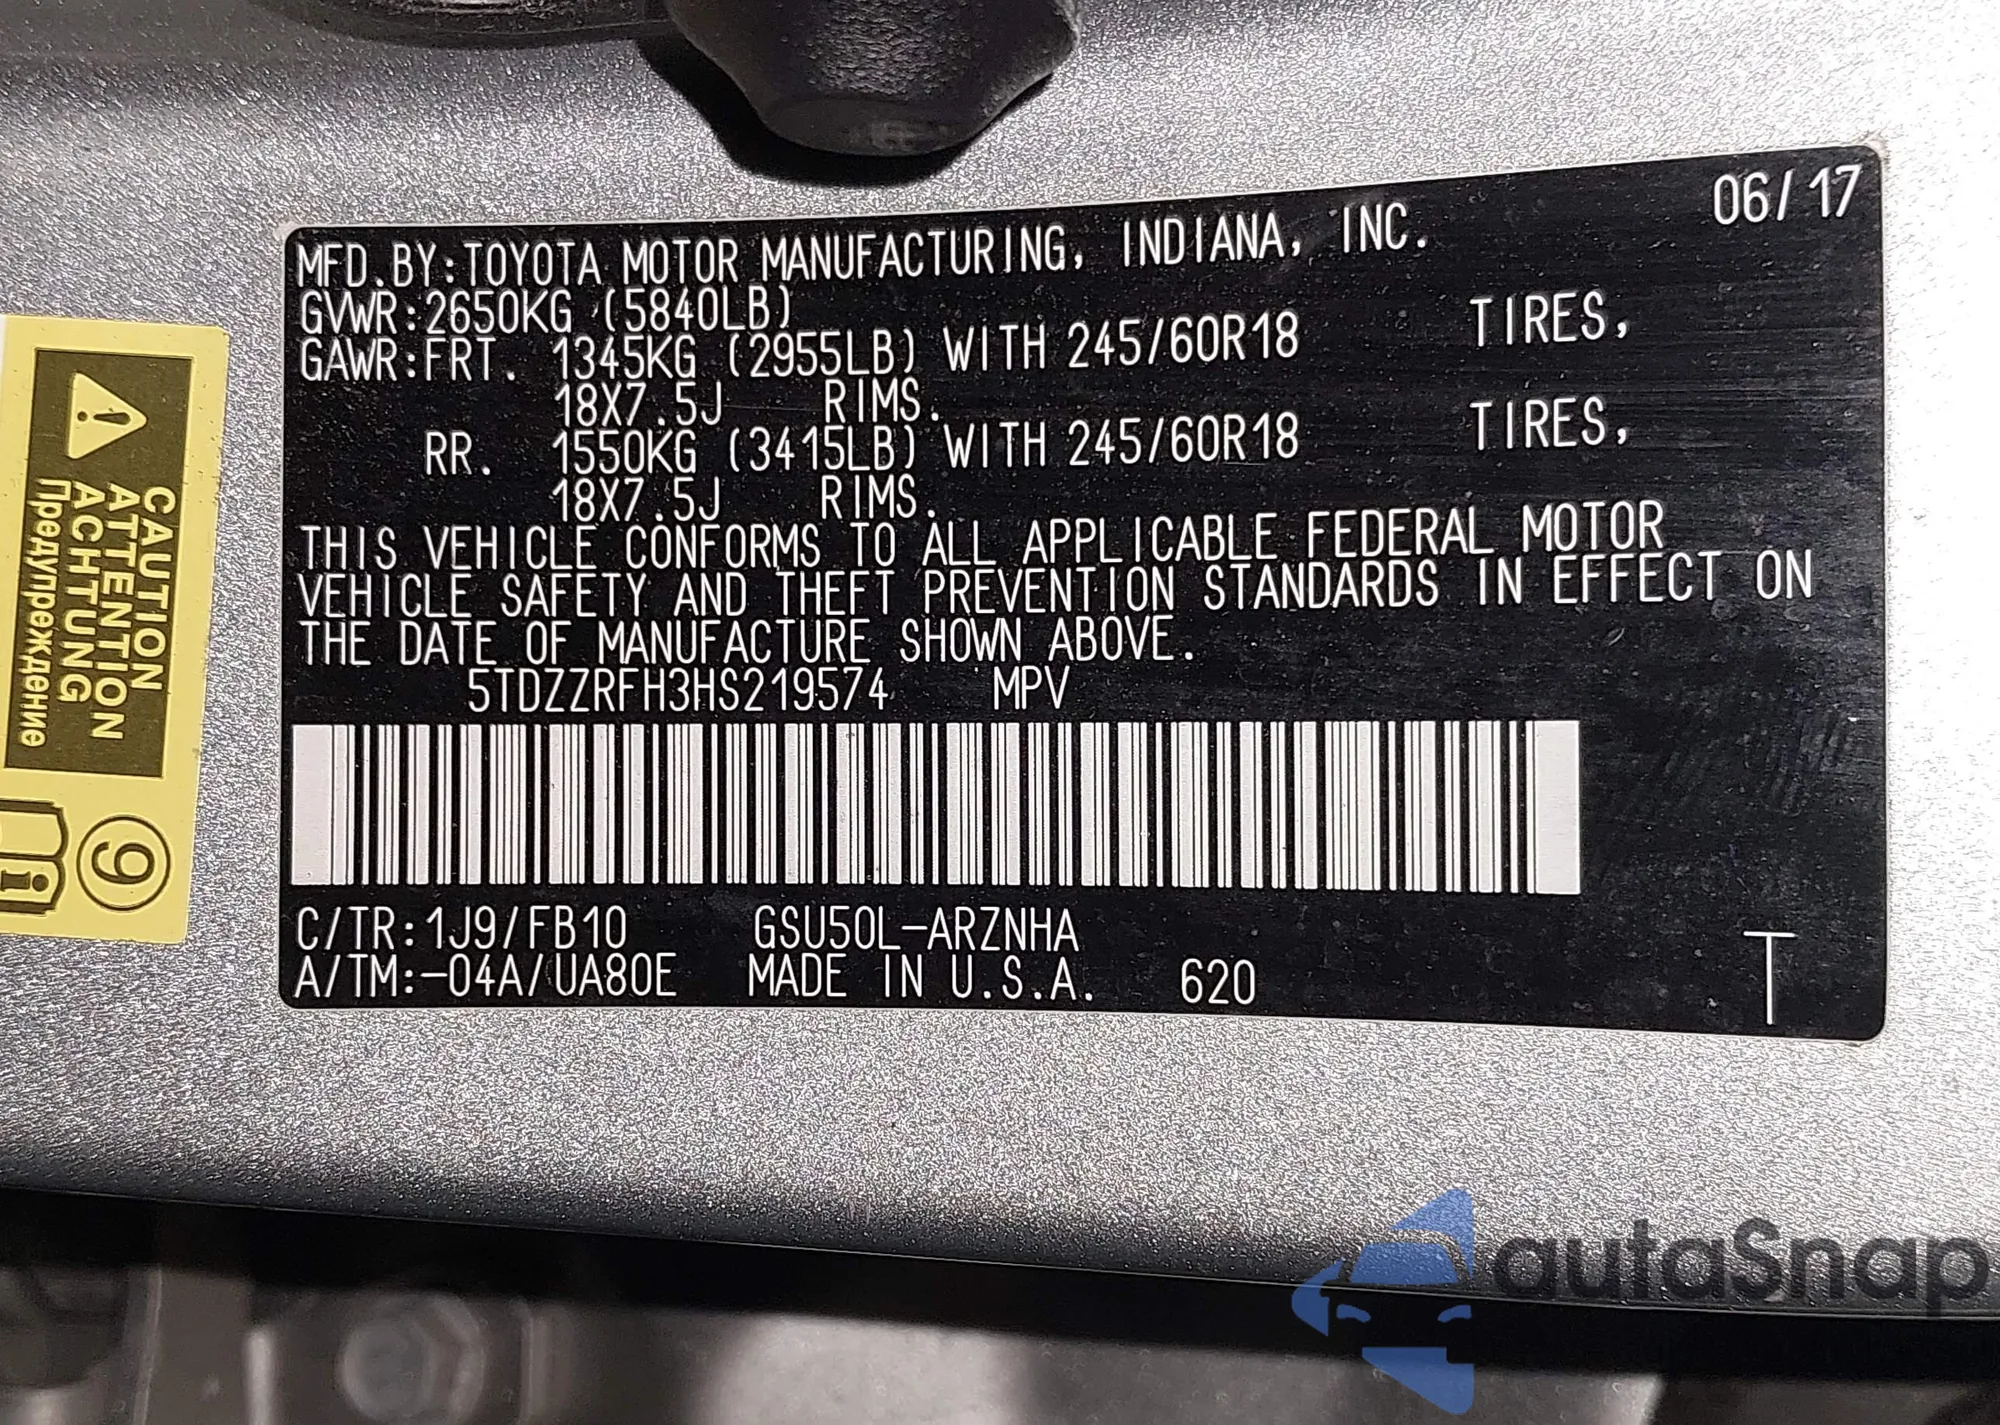 06/17
MFD.BY:TOYOTA MOTOR MANUFACTURING, INDIANA, INC.
GVWR:2650KG (5840LB)
GAWR:FRT. 1345KG (2955LB) WITH 245/60R18 TIRES,
18X7.5J RIMS.
RR. 1550KG (3415LB) WITH 245/60R18 TIRES,
18X7.5J RIMS.
THIS VEHICLE CONFORMS TO ALL APPLICABLE FEDERAL MOTOR
VEHICLE SAFETY AND THEFT PREVENTION STANDARDS IN EFFECT ON
THE DATE OF MANUFACTURE SHOWN ABOVE.
5TDZZRFH3HS219574 MPV
C/TR:1J9/FB10 GSU50L-ARZNHA
A/TM:-04A/UA80E MADE IN U.S.A. 620
T
CAUTION
ATTENTION
ACHTUNG
Предупреждение
9
i
autaSnap